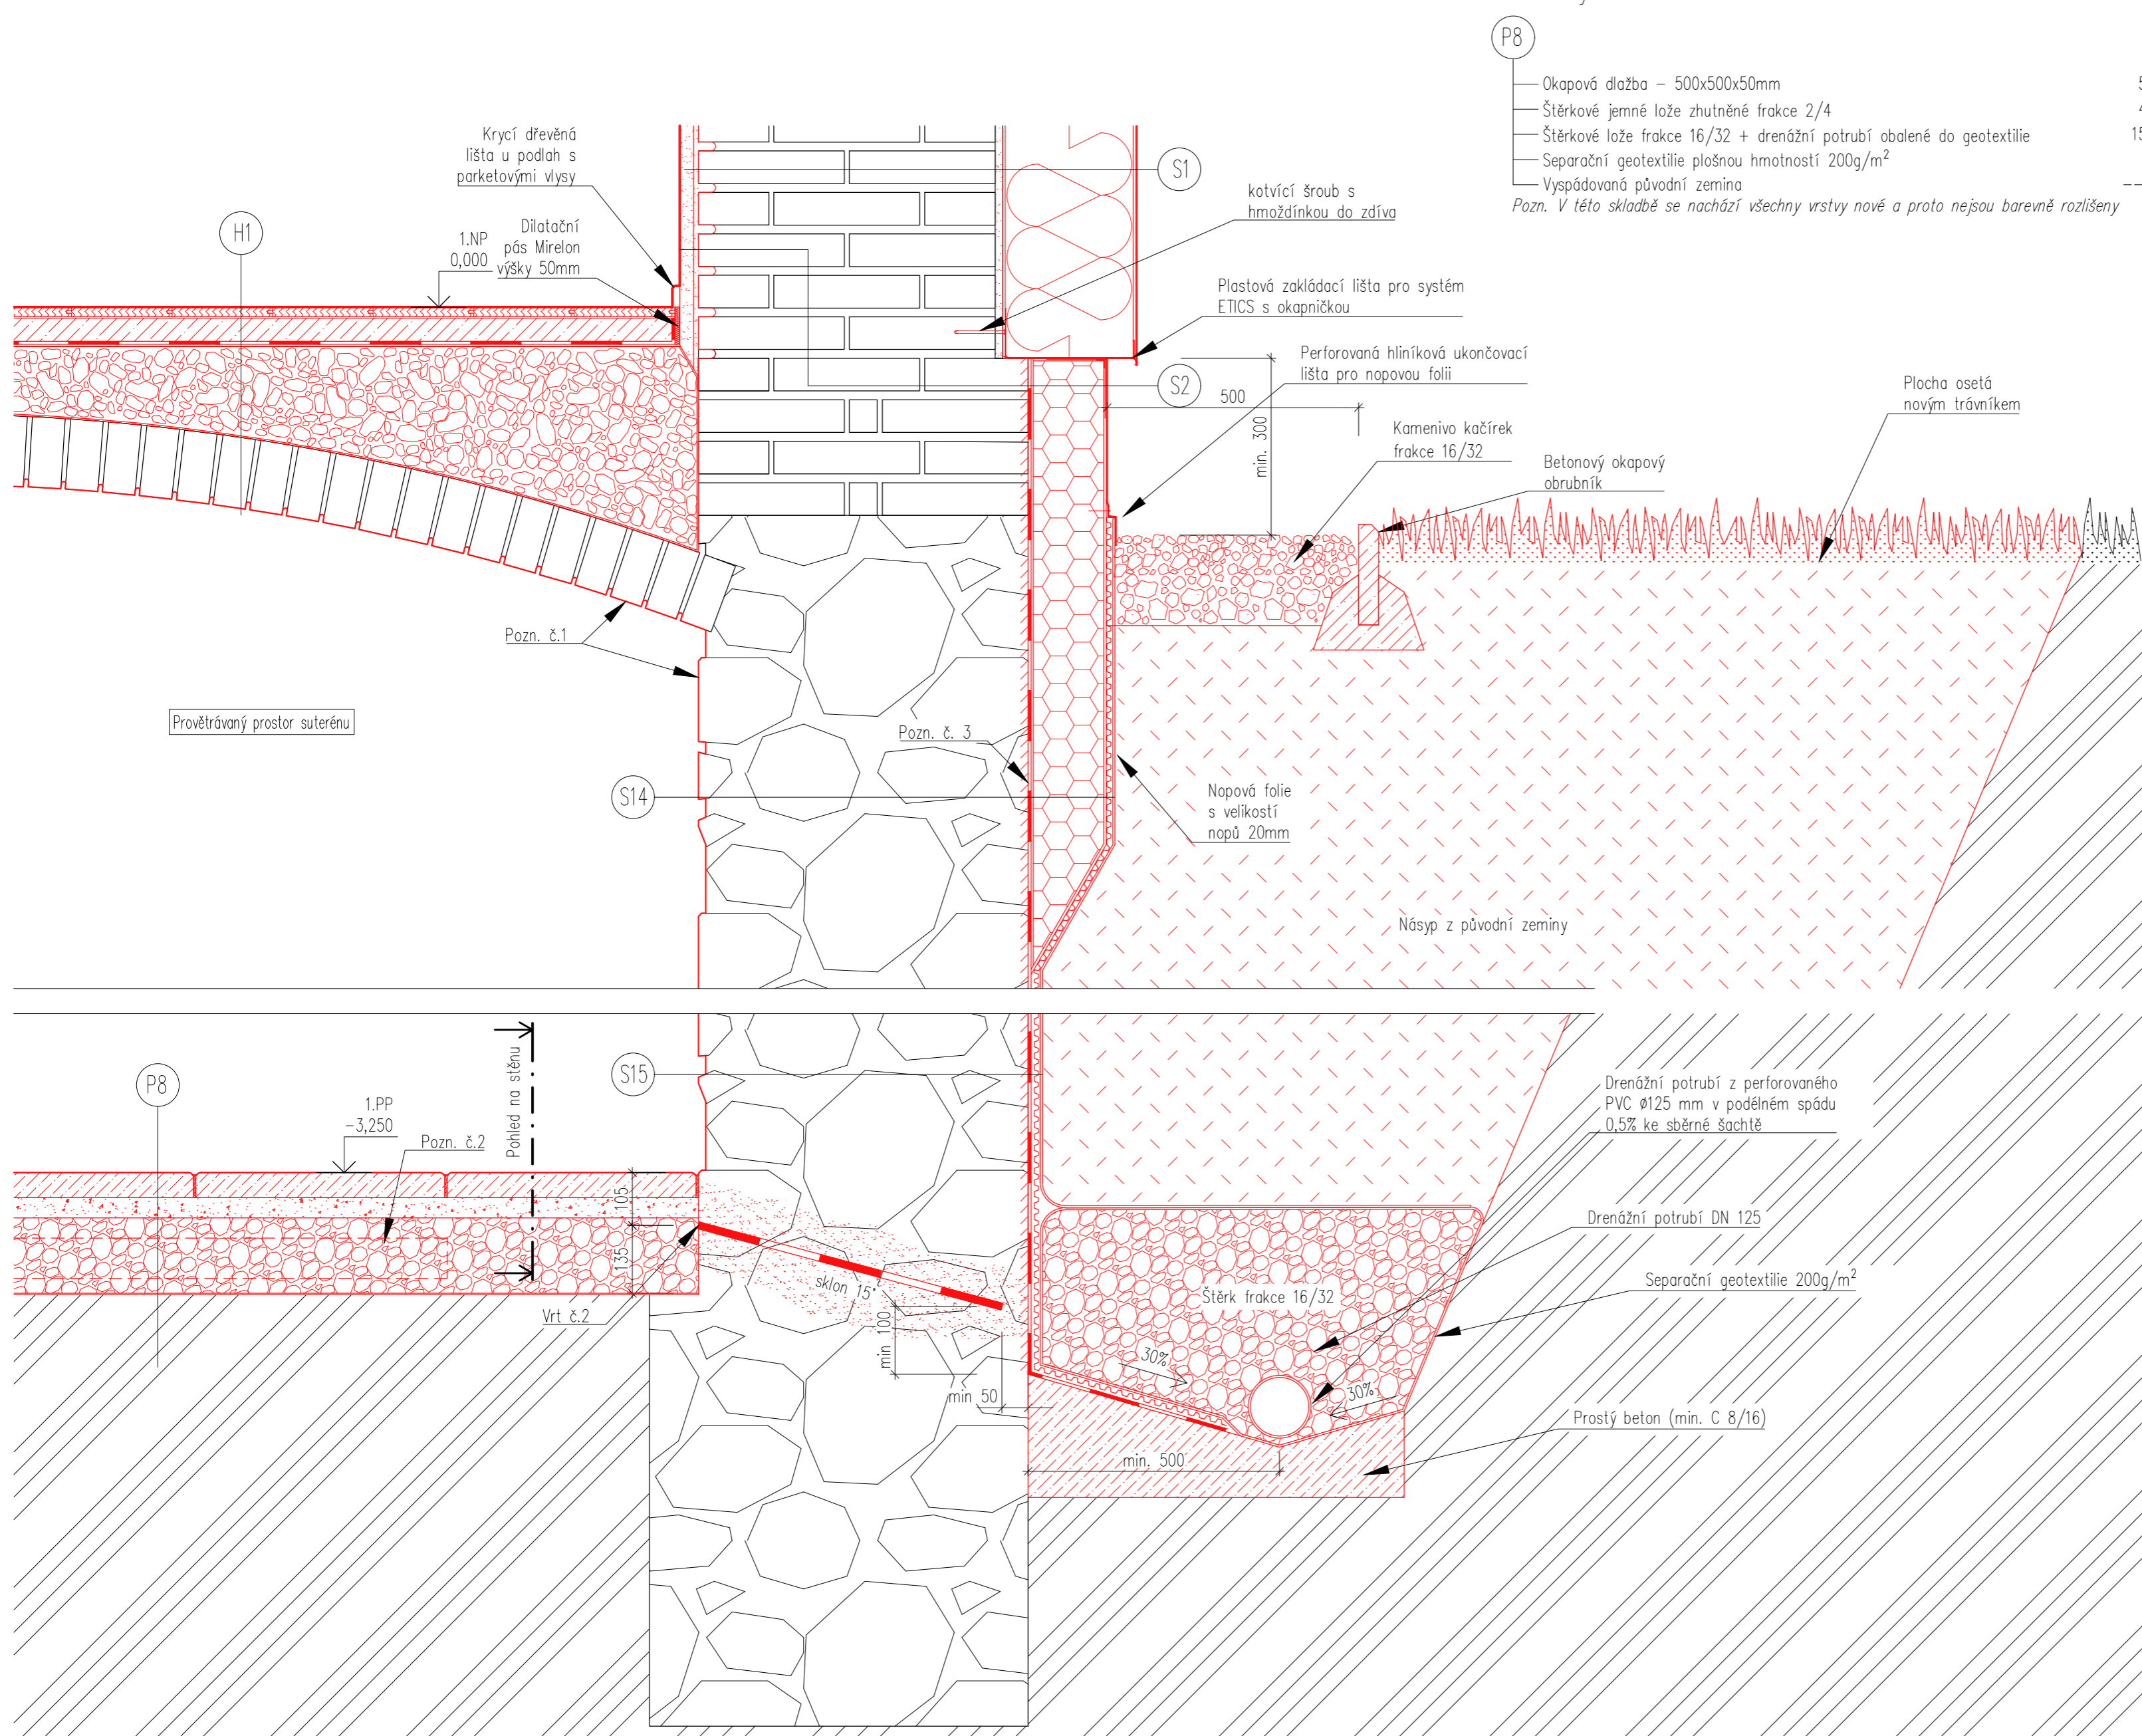 P8
Okapová dlažba - 500x500x50mm
Štěrkové jemné lože zhutněné frakce 2/4
Štěrkové lože frakce 16/32 + drenážní potrubí obalené do geotextilie
Separační geotextilie plošnou hmotností 200g/m²
Vyspádovaná původní zemina
Pozn. V této skladbě se nachází všechny vrstvy nové a proto nejsou barevně rozlišeny
Krycí dřevěná
lišta u podlah s
parketovými vlysy
S1
kotvící šroub s
hmoždínkou do zdíva
H1
1.NP
0,000
Dilatační
pás Mirelon
výšky 50mm
Plastová zakládací lišta pro systém
ETICS s okapničkou
Perforovaná hliníková ukončovací
lišta pro nopovou folii
S2
500
min. 300
Plocha osetá
novým trávníkem
Kamenivo kačírek
frakce 16/32
Betonový okapový
obrubník
Pozn. č.1
Provětrávaný prostor suterénu
Pozn. č. 3
S14
Nopová folie
s velikostí
nopů 20mm
Násyp z původní zeminy
Pohled na stěnu
S15
P8
1.PP
-3,250
Pozn. č.2
Drenážní potrubí z perforovaného
PVC ø125 mm v podélném spádu
0,5% ke sběrné šachtě
105
135
Drenážní potrubí DN 125
sklon 15°
Separační geotextilie 200g/m²
Štěrk frakce 16/32
Vrt č.2
min 100
30%
30%
min 50
Prostý beton (min. C 8/16)
min. 500